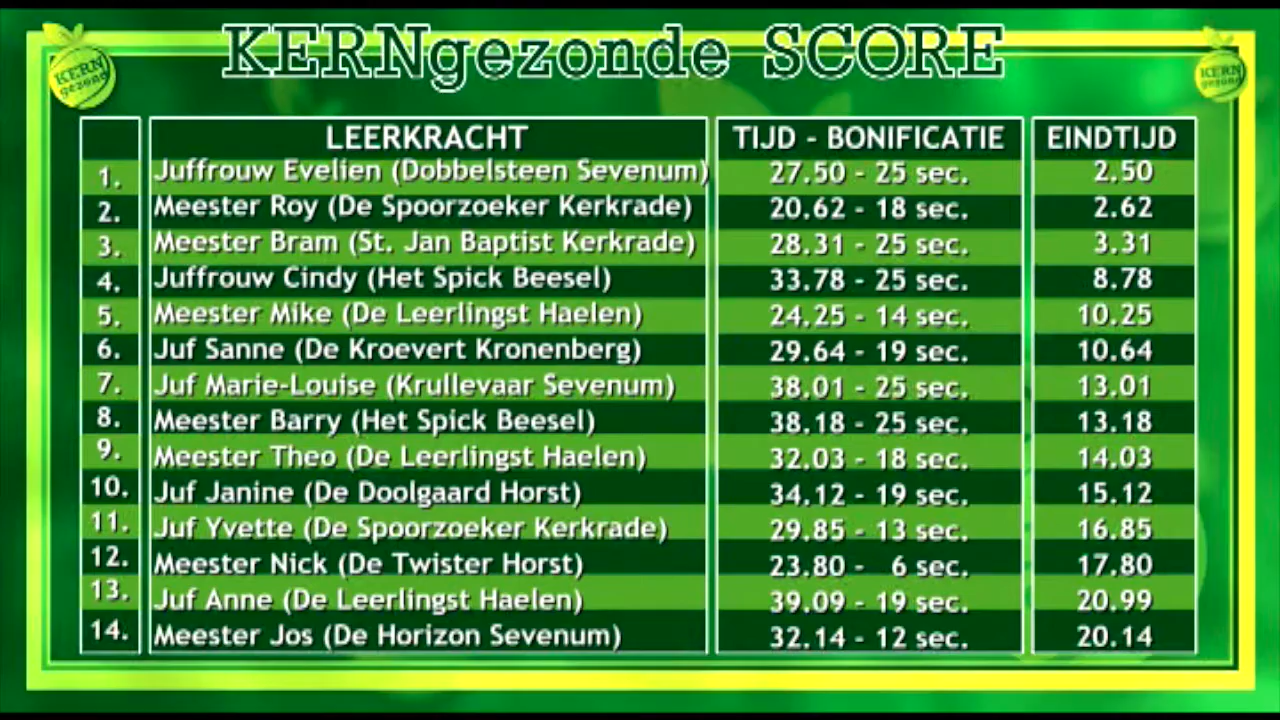 KERNgezonde SCORE
KERN gezond
KERN gezond
LEERKRACHT TIJD - BONIFICATIE EINDTIJD
1. Juffrouw Evelien (Dobbelsteen Sevenum) 27.50 - 25 sec. 2.50
2. Meester Roy (De Spoorzoeker Kerkrade) 20.62 - 18 sec. 2.62
3. Meester Bram (St. Jan Baptist Kerkrade) 28.31 - 25 sec. 3.31
4. Juffrouw Cindy (Het Spick Beesel) 33.78 - 25 sec. 8.78
5. Meester Mike (De Leerlingst Haelen) 24.25 - 14 sec. 10.25
6. Juf Sanne (De Kroevert Kronenberg) 29.64 - 19 sec. 10.64
7. Juf Marie-Louise (Krullevaar Sevenum) 38.01 - 25 sec. 13.01
8. Meester Barry (Het Spick Beesel) 38.18 - 25 sec. 13.18
9. Meester Theo (De Leerlingst Haelen) 32.03 - 18 sec. 14.03
10. Juf Janine (De Doolgaard Horst) 34.12 - 19 sec. 15.12
11. Juf Yvette (De Spoorzoeker Kerkrade) 29.85 - 13 sec. 16.85
12. Meester Nick (De Twister Horst) 23.80 - 6 sec. 17.80
13. Juf Anne (De Leerlingst Haelen) 39.09 - 19 sec. 20.99
14. Meester Jos (De Horizon Sevenum) 32.14 - 12 sec. 20.14